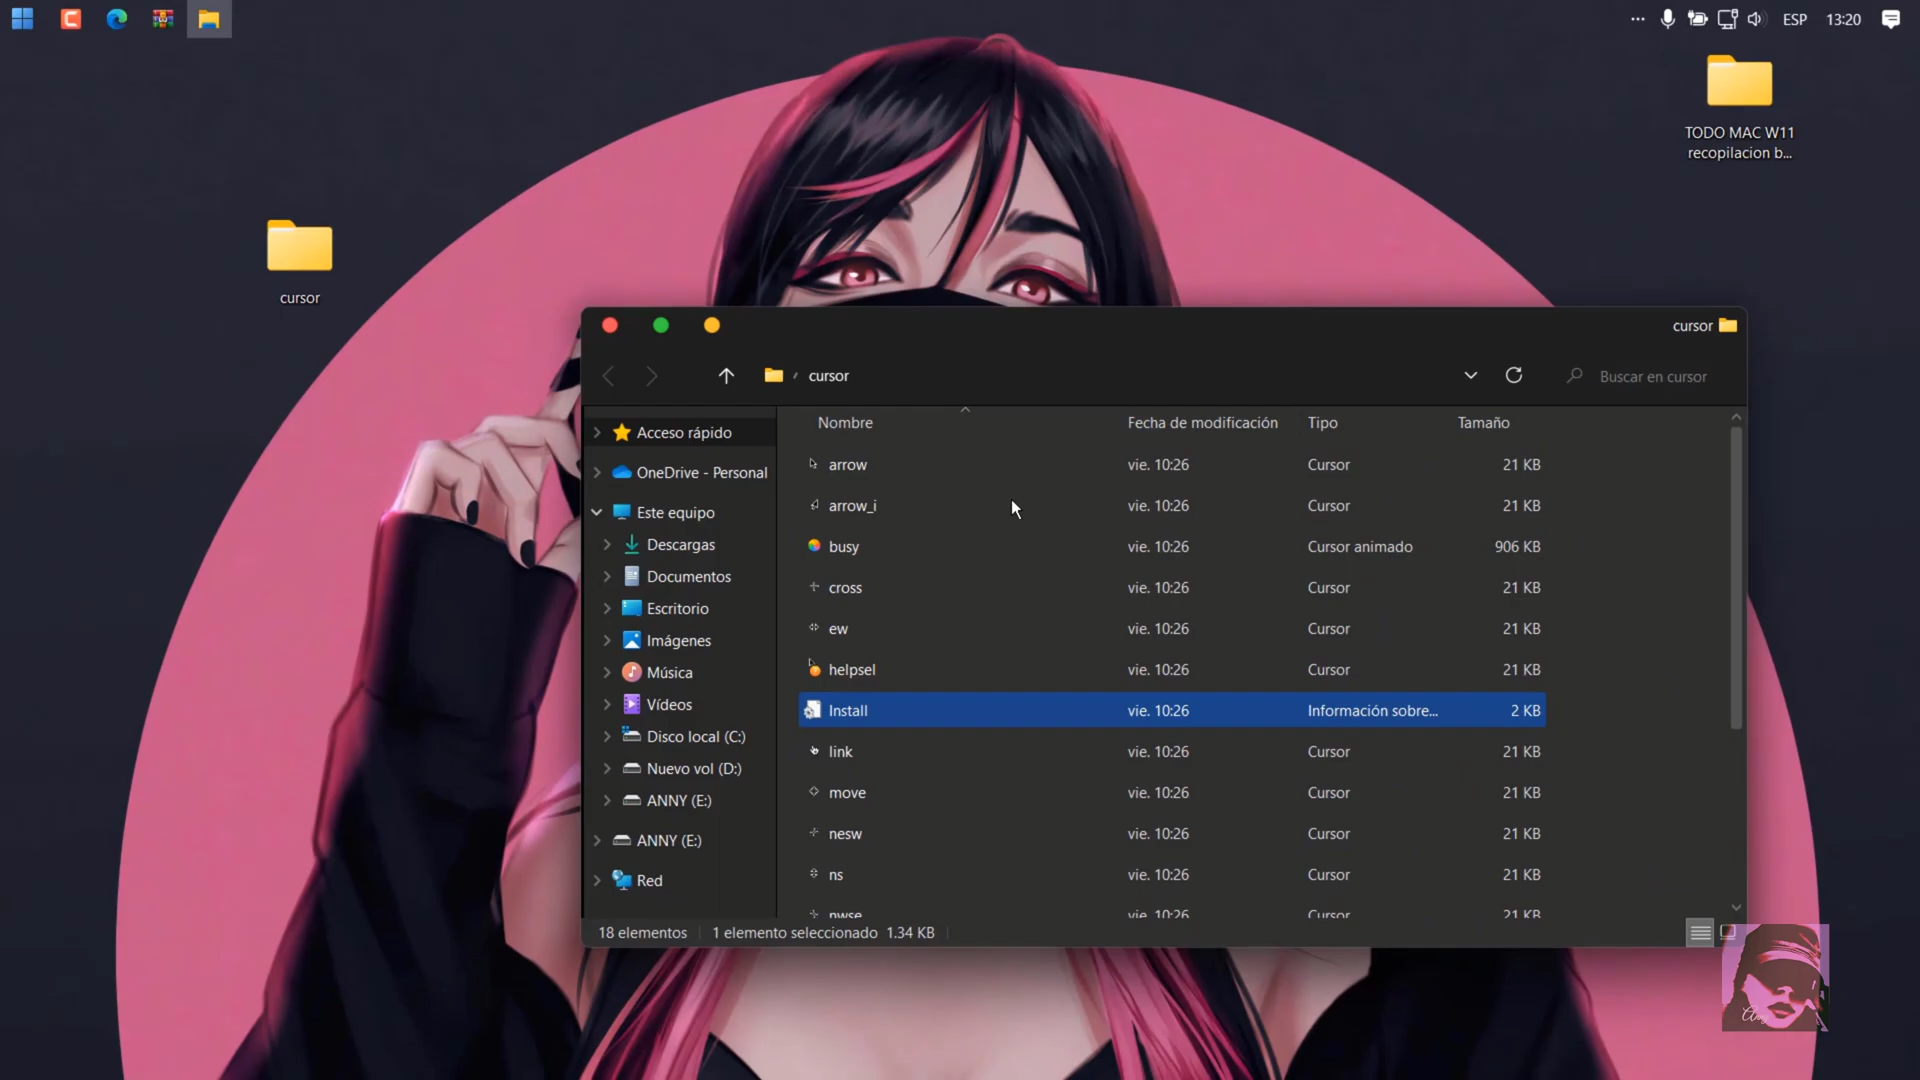 ESP 13:20
TODO MAC W11
recopilacion b...
cursor
cursor
cursor
Buscar en cursor
Acceso rápido
OneDrive - Personal
Este equipo
Descargas
Documentos
Escritorio
Imágenes
Música
Vídeos
Disco local (C:)
Nuevo vol (D:)
ANNY (E:)
ANNY (E:)
Red
Nombre Fecha de modificación Tipo Tamaño
arrow vie. 10:26 Cursor 21 KB
arrow_i vie. 10:26 Cursor 21 KB
busy vie. 10:26 Cursor animado 906 KB
cross vie. 10:26 Cursor 21 KB
ew vie. 10:26 Cursor 21 KB
helpsel vie. 10:26 Cursor 21 KB
Install vie. 10:26 Información sobre... 2 KB
link vie. 10:26 Cursor 21 KB
move vie. 10:26 Cursor 21 KB
nesw vie. 10:26 Cursor 21 KB
ns vie. 10:26 Cursor 21 KB
nwse vie. 10:26 Cursor 21 KB
18 elementos 1 elemento seleccionado 1.34 KB
Anny